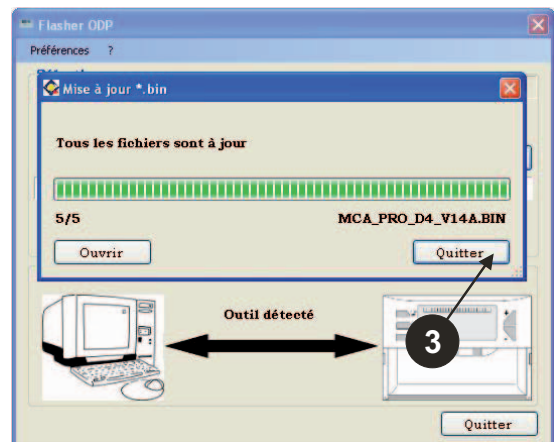 Flasher ODP
Préférences ?
Mise à jour *.bin
Tous les fichiers sont à jour
5/5 MCA_PRO_D4_V14A.BIN
Ouvrir Quitter
Outil détecté
3
Quitter